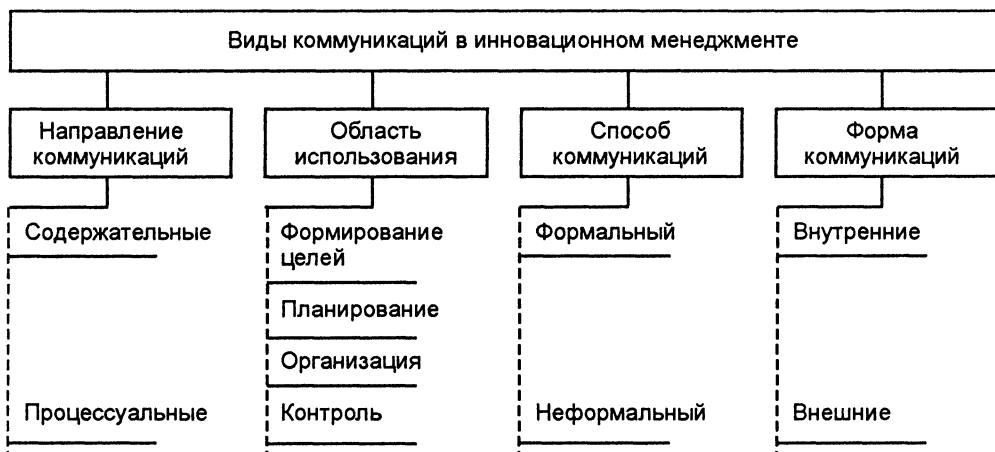 Виды коммуникаций в инновационном менеджменте
Направление
коммуникаций
Область
использования
Способ
коммуникаций
Форма
коммуникаций
Содержательные
Процессуальные
Формирование
целей
Планирование
Организация
Контроль
Формальный
Неформальный
Внутренние
Внешние